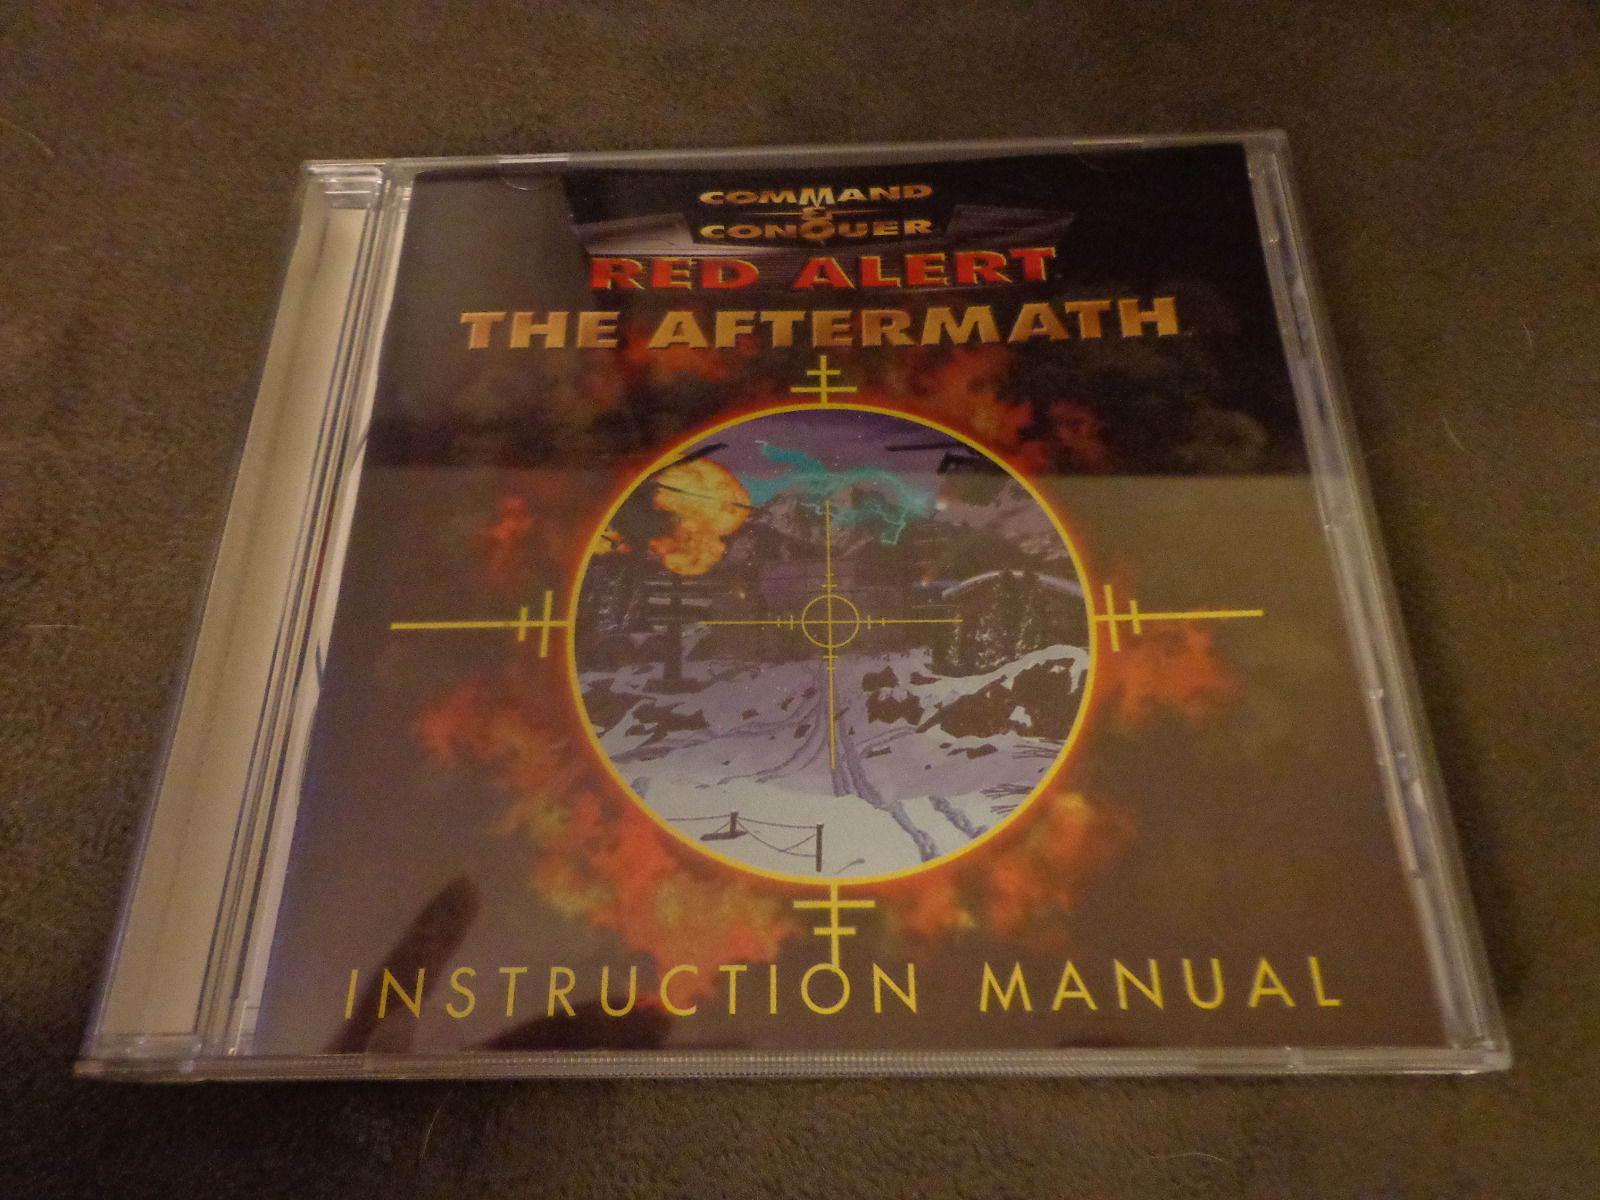 COMMAND
&
CONQUER
RED ALERT
THE AFTERMATH
INSTRUCTION MANUAL